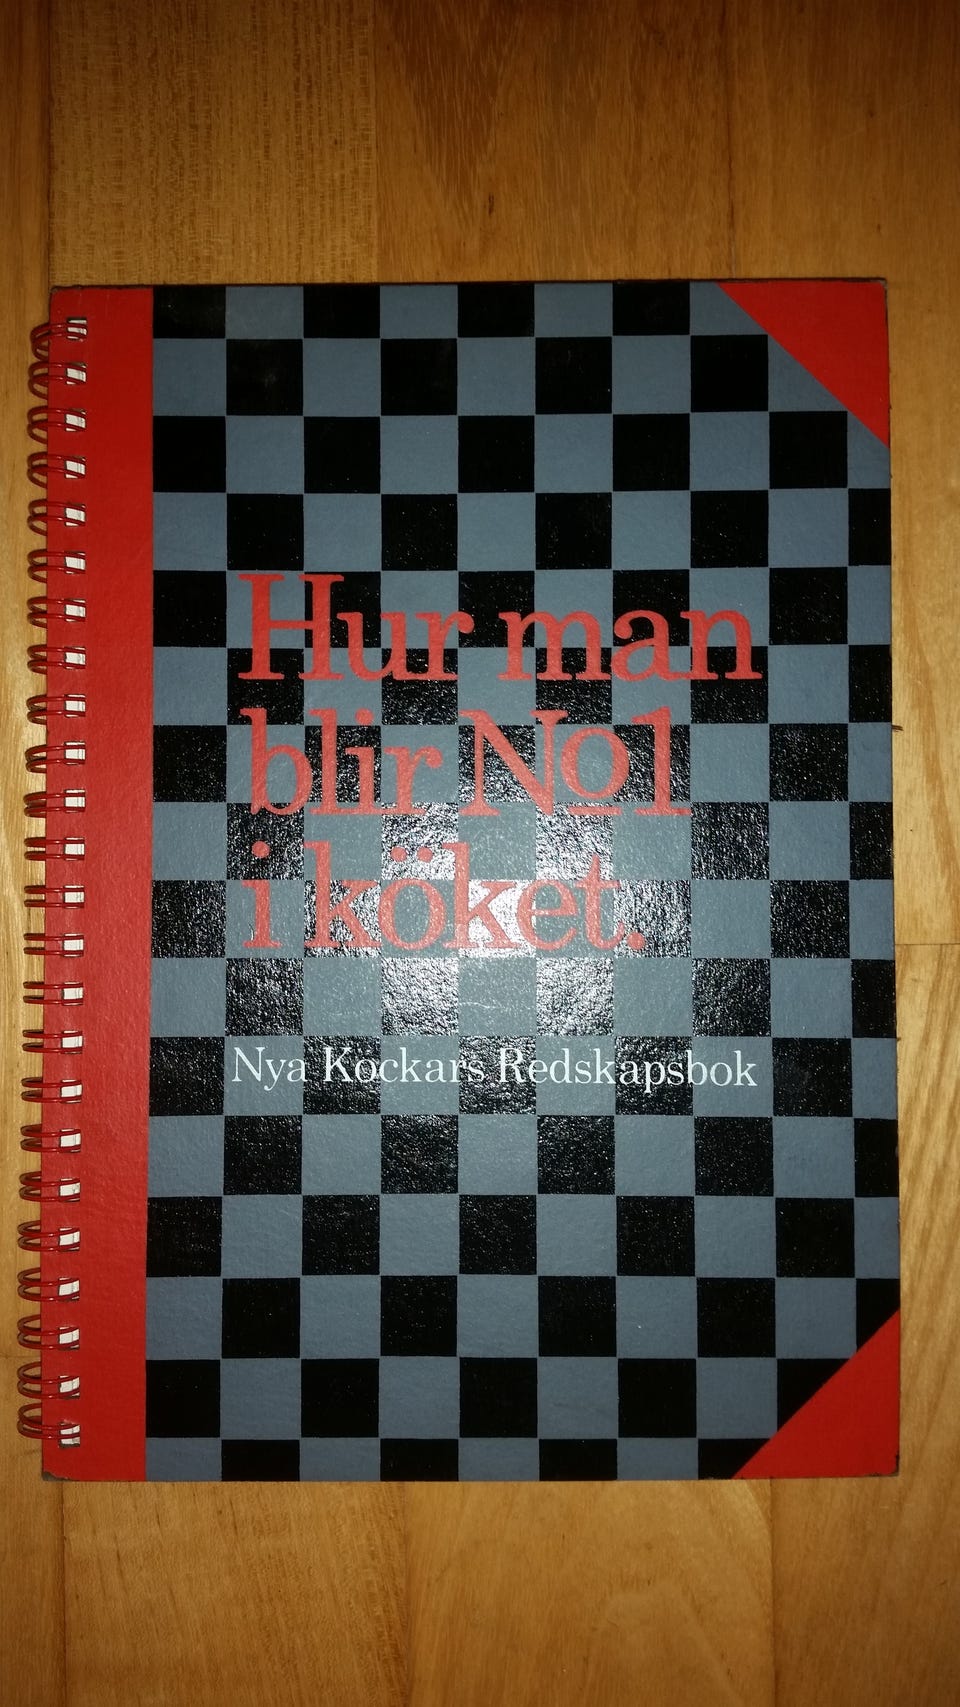 Hur man
blir No1
i köket.
Nya Kockars Redskapsbok